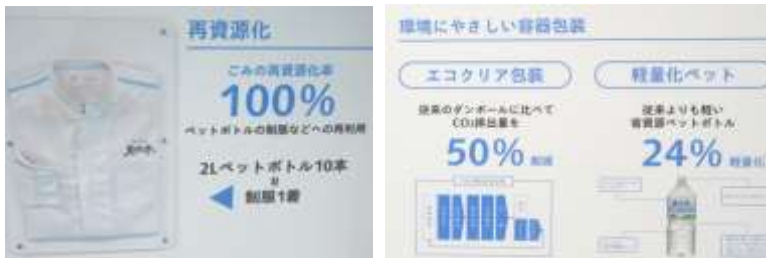 再資源化
ごみの再資源化率
100%
ペットボトルの制服などへの再利用
2Lペットボトル10本
制服1着
環境にやさしい容器包装
エコクリア包装
従来のダンボールに比べて
CO₂排出量を
50% 削減
軽量化ペット
従来よりも軽い
省資源ペットボトル
24% 軽量化